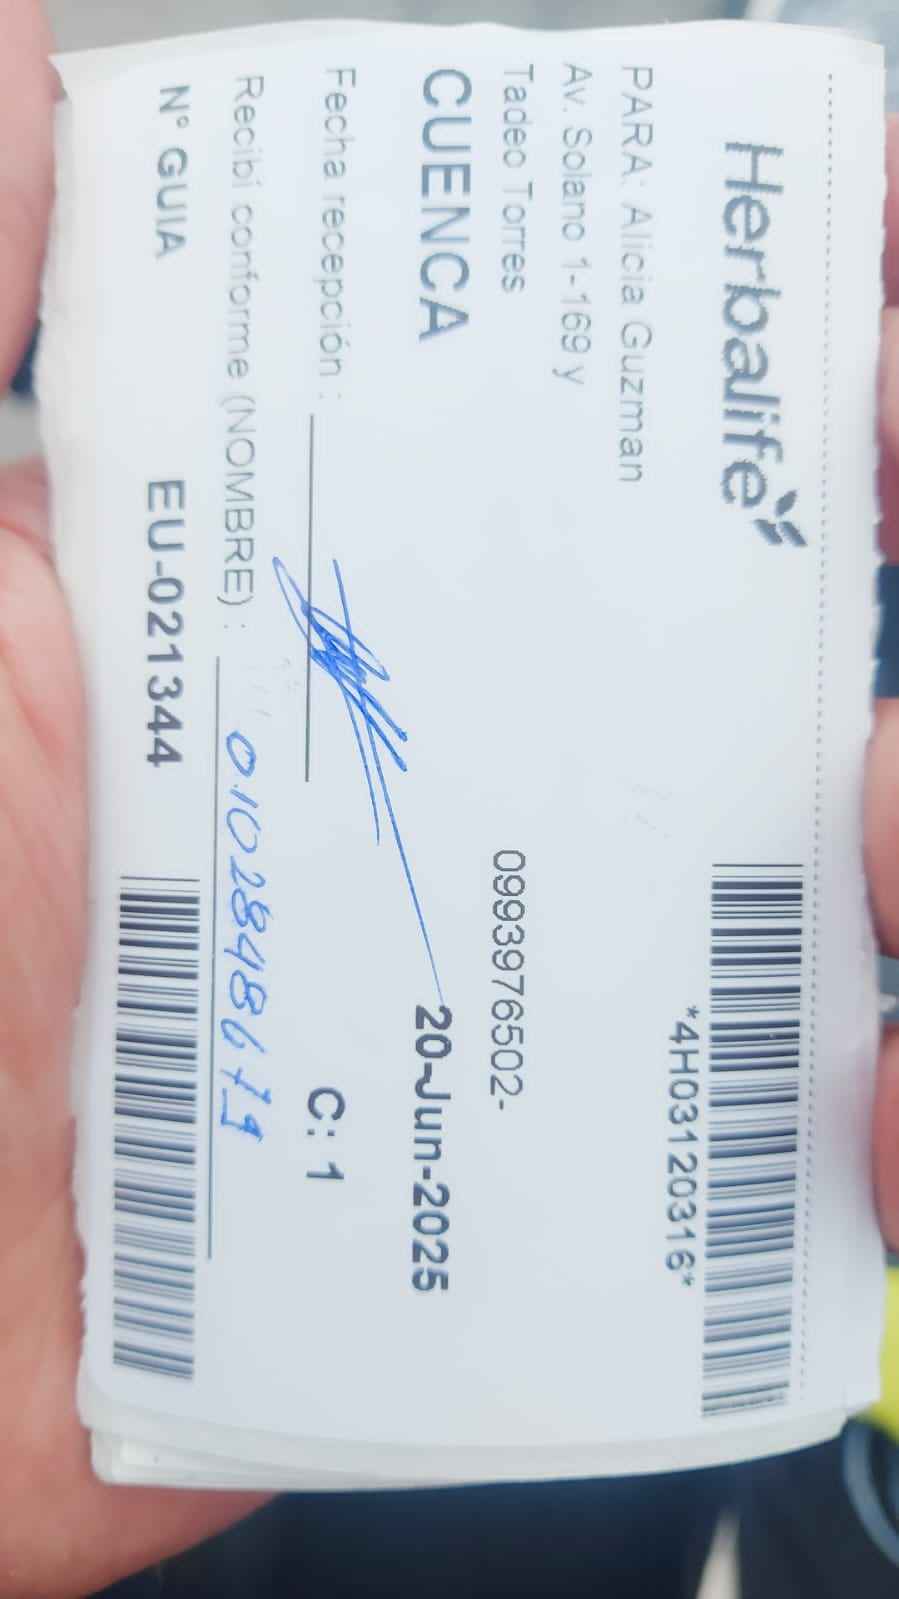 Herbalife
*4H03120316*
PARA: Alicia Guzman
Av. Solano 1-169 y
Tadeo Torres
0993976502-
CUENCA
20-Jun-2025
Fecha recepción :
C: 1
Recibí conforme (NOMBRE) :
N° GUIA
EU-021344